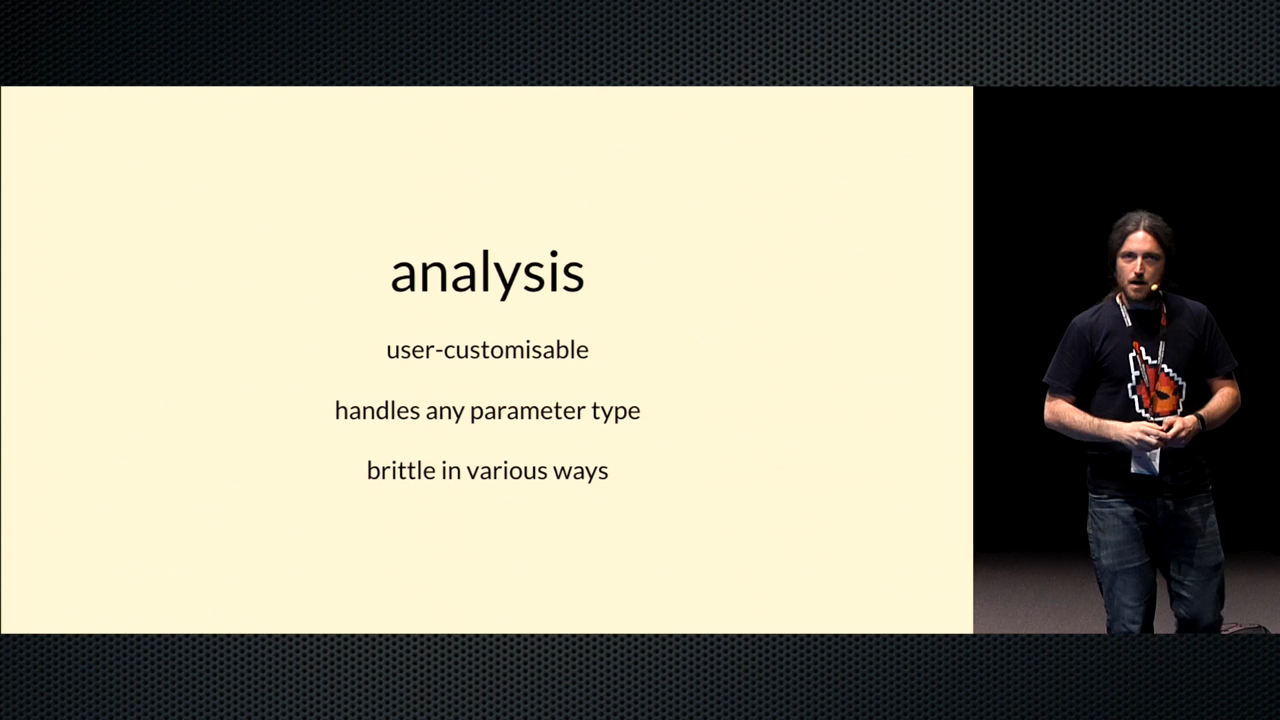 analysis
user-customisable
handles any parameter type
brittle in various ways